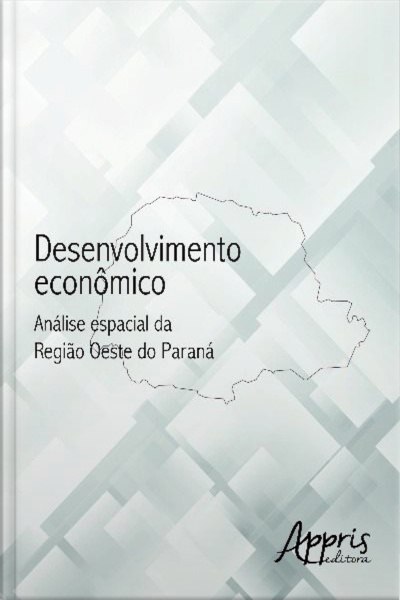 Desenvolvimento
econômico
Análise espacial da
Região Oeste do Paraná
Appris
editora